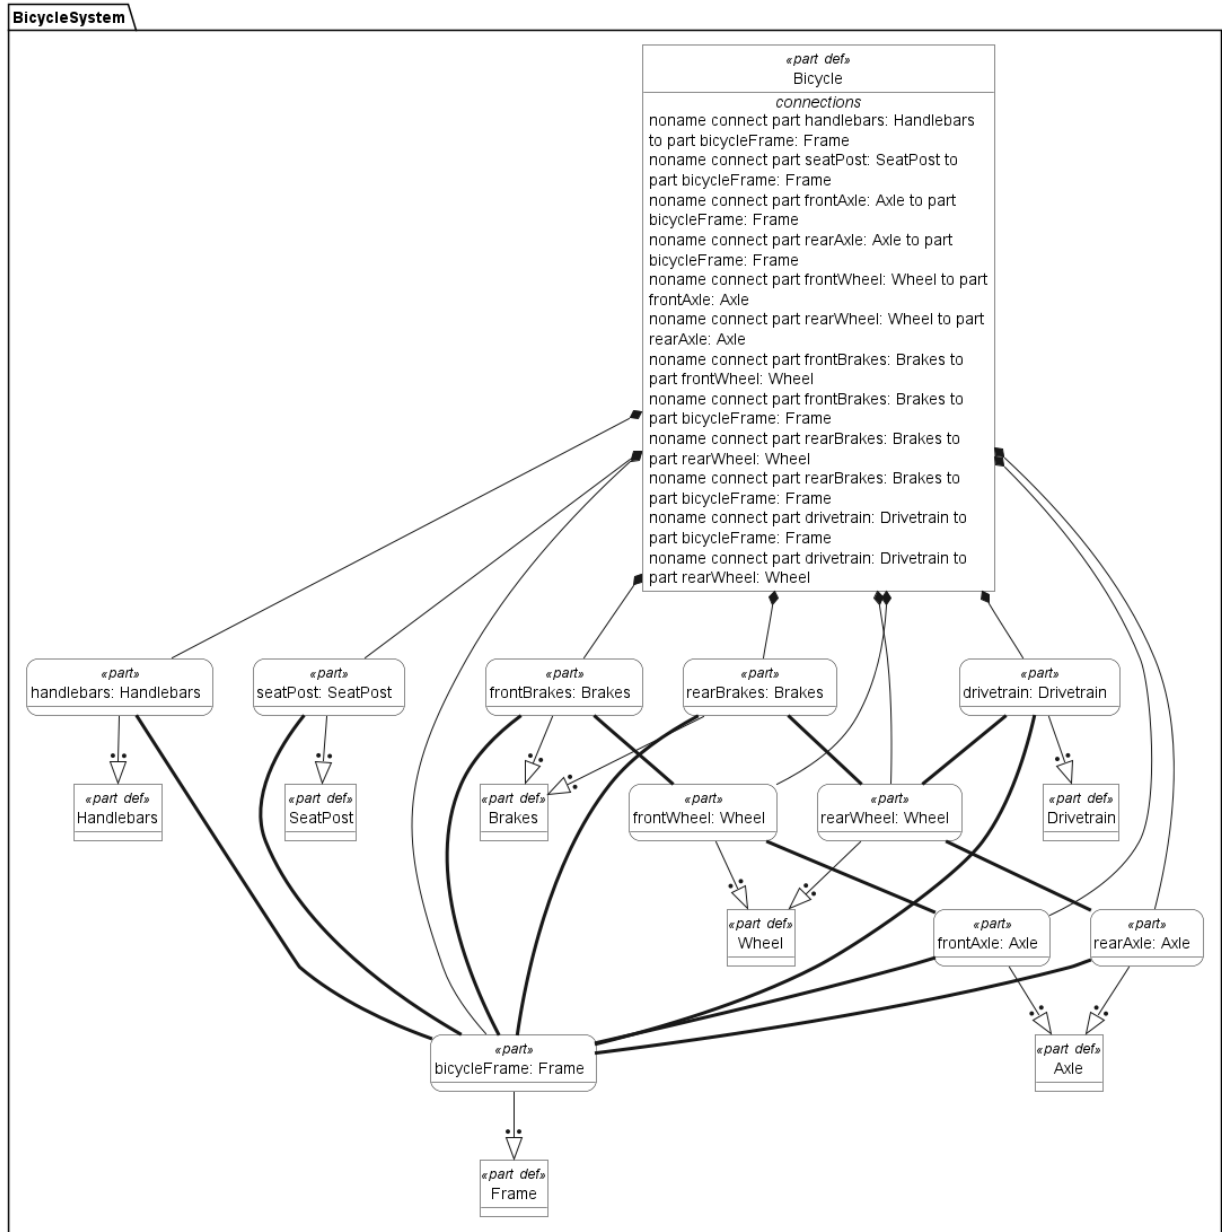 BicycleSystem
«part def»
Bicycle
connections
noname connect part handlebars: Handlebars
to part bicycleFrame: Frame
noname connect part seatPost: SeatPost to
part bicycleFrame: Frame
noname connect part frontAxle: Axle to part
bicycleFrame: Frame
noname connect part rearAxle: Axle to part
bicycleFrame: Frame
noname connect part frontWheel: Wheel to part
frontAxle: Axle
noname connect part rearWheel: Wheel to part
rearAxle: Axle
noname connect part frontBrakes: Brakes to
part frontWheel: Wheel
noname connect part frontBrakes: Brakes to
part bicycleFrame: Frame
noname connect part rearBrakes: Brakes to
part rearWheel: Wheel
noname connect part rearBrakes: Brakes to
part bicycleFrame: Frame
noname connect part drivetrain: Drivetrain to
part bicycleFrame: Frame
noname connect part drivetrain: Drivetrain to
part rearWheel: Wheel
«part»
handlebars: Handlebars
«part»
seatPost: SeatPost
«part»
frontBrakes: Brakes
«part»
rearBrakes: Brakes
«part»
drivetrain: Drivetrain
«part def»
Handlebars
«part def»
SeatPost
«part def»
Brakes
«part»
frontWheel: Wheel
«part»
rearWheel: Wheel
«part def»
Drivetrain
«part def»
Wheel
«part»
frontAxle: Axle
«part»
rearAxle: Axle
«part»
bicycleFrame: Frame
«part def»
Axle
«part def»
Frame